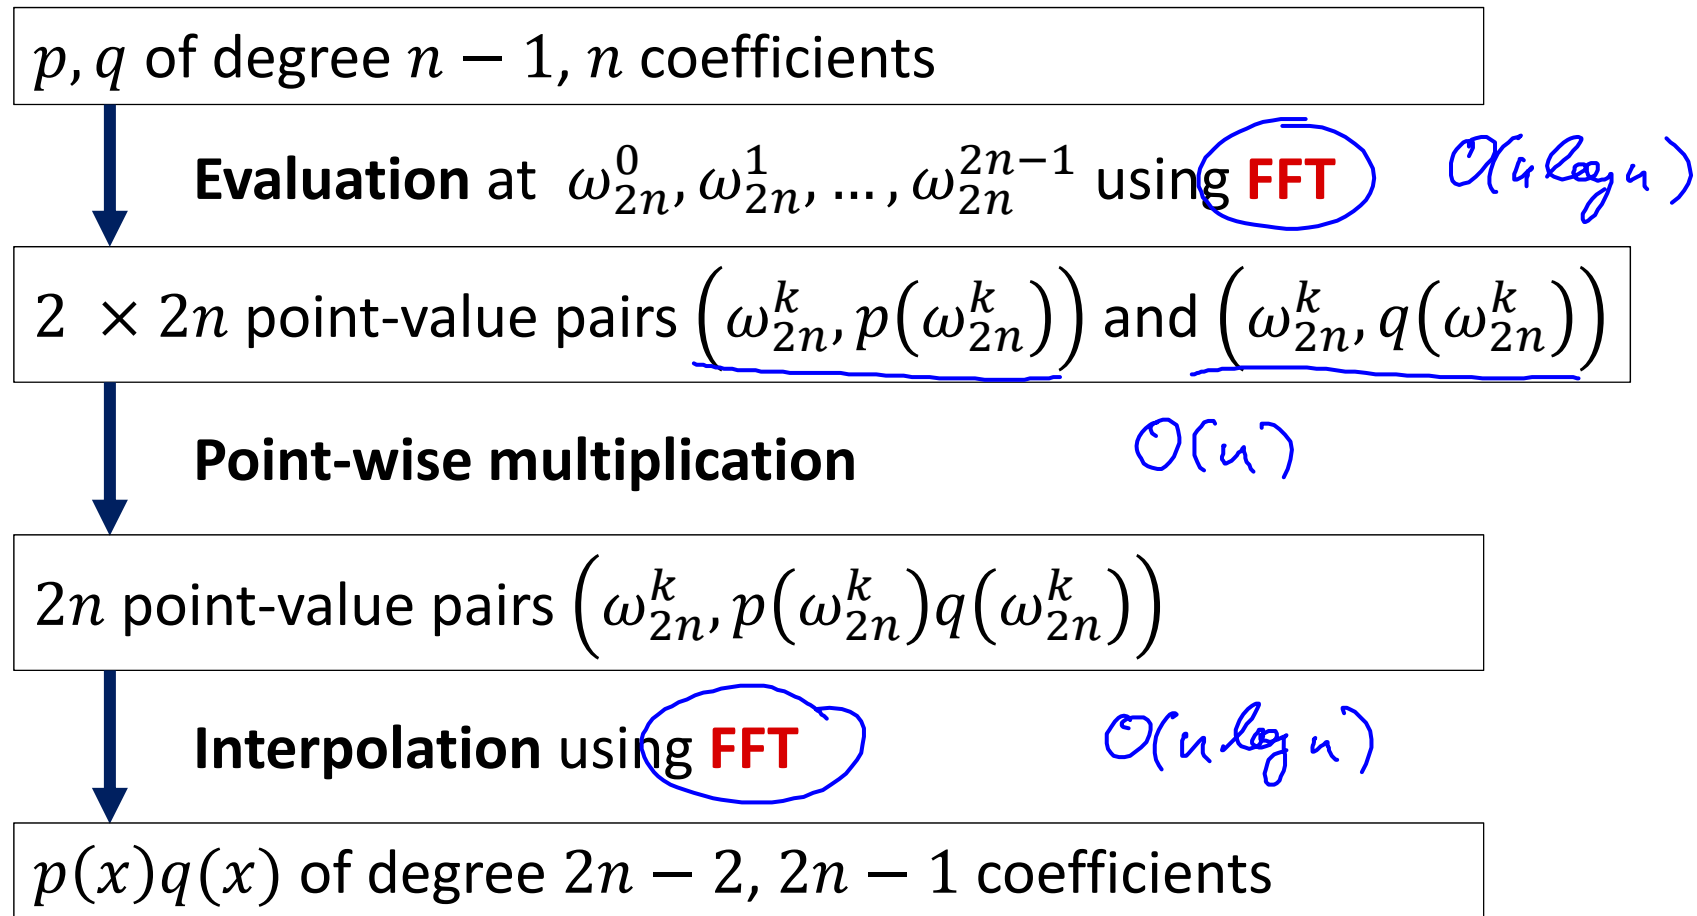 p, q of degree n − 1, n coefficients
Evaluation at ω_{2n}^0, ω_{2n}^1, … , ω_{2n}^{2n−1} using FFT O(n log n)
2 × 2n point-value pairs (ω_{2n}^k, p(ω_{2n}^k)) and (ω_{2n}^k, q(ω_{2n}^k))
Point-wise multiplication O(n)
2n point-value pairs (ω_{2n}^k, p(ω_{2n}^k)q(ω_{2n}^k))
Interpolation using FFT O(n log n)
p(x)q(x) of degree 2n − 2, 2n − 1 coefficients